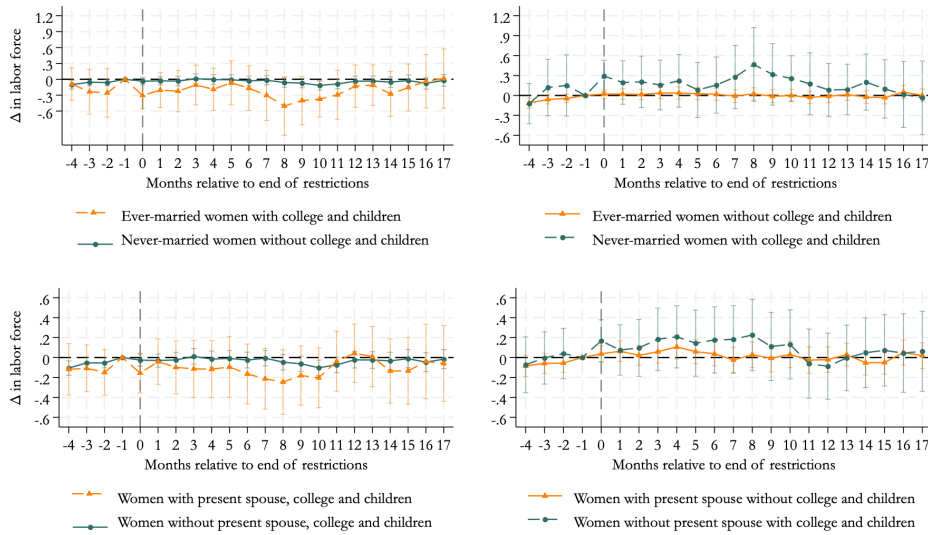 1.2
.9
.6
.3
0
-.3
-.6
Δ in labor force
-4 -3 -2 -1 0 1 2 3 4 5 6 7 8 9 10 11 12 13 14 15 16 17
Months relative to end of restrictions
Ever-married women with college and children
Never-married women without college and children
1.2
.9
.6
.3
0
-.3
-.6
-4 -3 -2 -1 0 1 2 3 4 5 6 7 8 9 10 11 12 13 14 15 16 17
Months relative to end of restrictions
Ever-married women without college and children
Never-married women with college and children
.6
.4
.2
0
-.2
-.4
-.6
Δ in labor force
-4 -3 -2 -1 0 1 2 3 4 5 6 7 8 9 10 11 12 13 14 15 16 17
Months relative to end of restrictions
Women with present spouse, college and children
Women without present spouse, college and children
.6
.4
.2
0
-.2
-.4
-.6
-4 -3 -2 -1 0 1 2 3 4 5 6 7 8 9 10 11 12 13 14 15 16 17
Months relative to end of restrictions
Women with present spouse without college and children
Women without present spouse with college and children